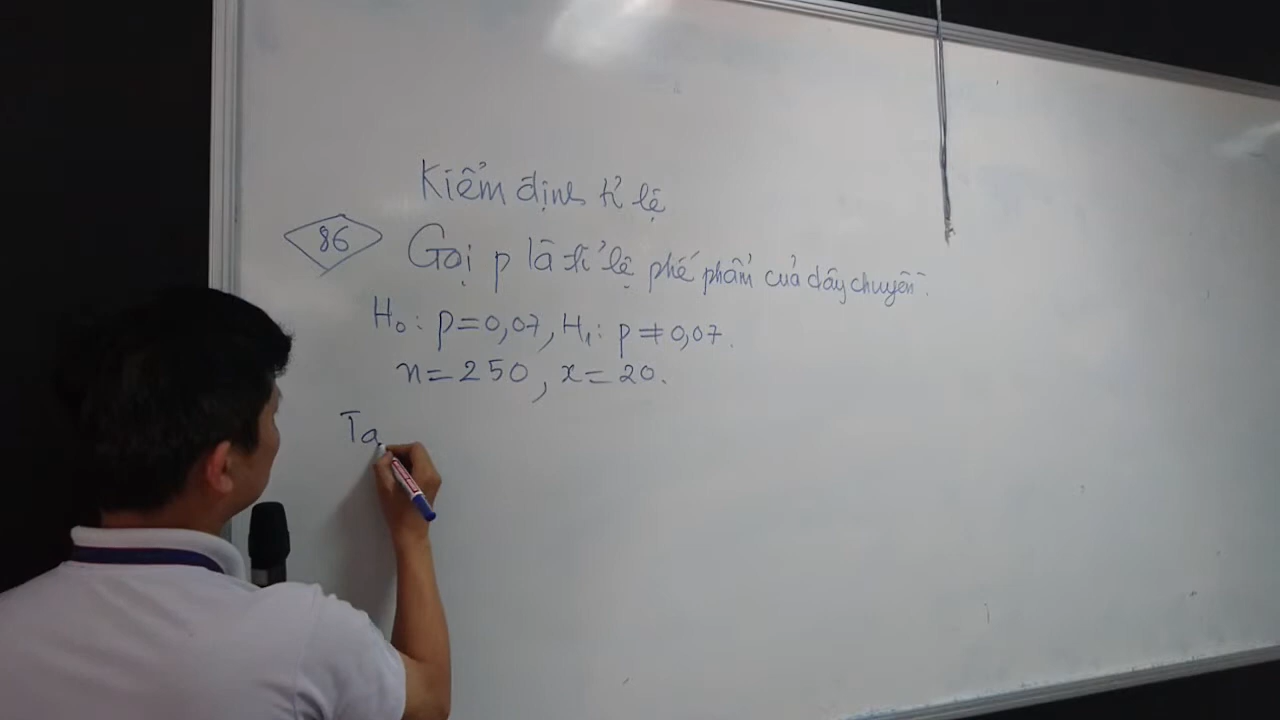 Kiểm định tỉ lệ
86 Gọi p là tỉ lệ phế phẩm của dây chuyền.
H₀: p=0,07, H₁: p≠0,07.
n=250, x=20.
Ta